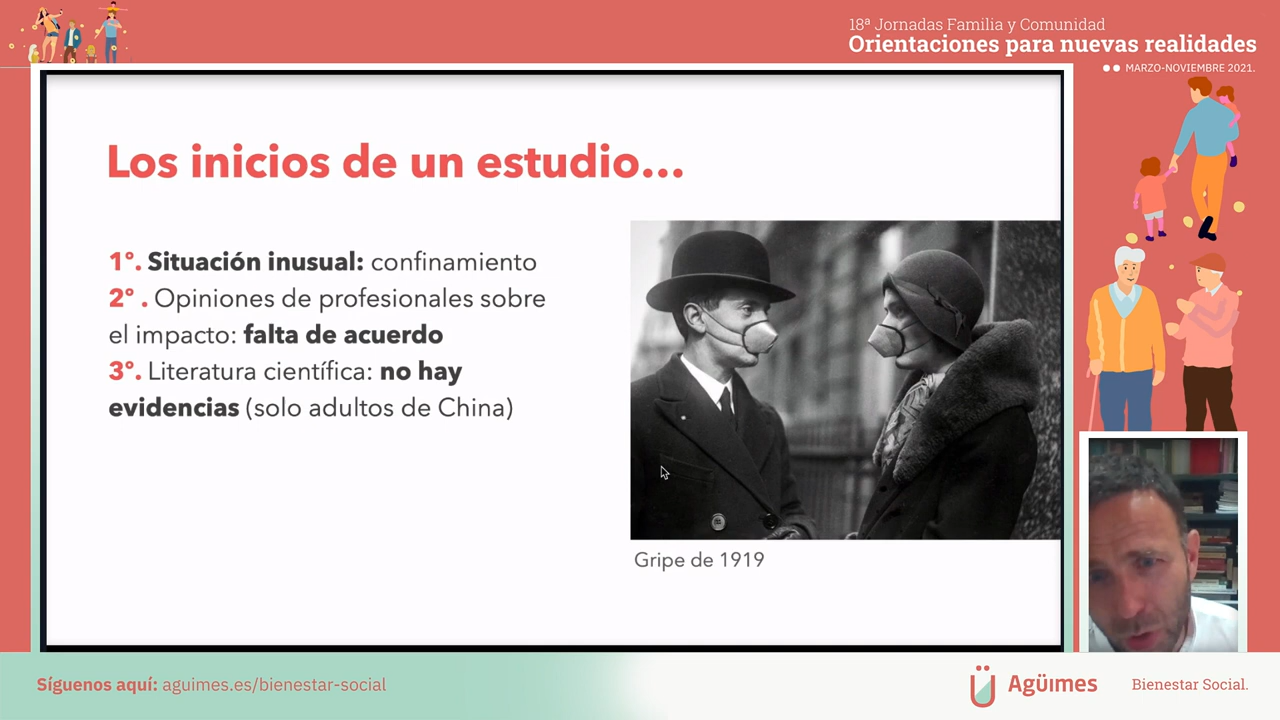 18ª Jornadas Familia y Comunidad
Orientaciones para nuevas realidades
MARZO-NOVIEMBRE 2021.
Los inicios de un estudio...
1º. Situación inusual: confinamiento
2º . Opiniones de profesionales sobre
el impacto: falta de acuerdo
3º. Literatura científica: no hay
evidencias (solo adultos de China)
Gripe de 1919
Síguenos aquí: aguimes.es/bienestar-social
Agüimes
Bienestar Social.